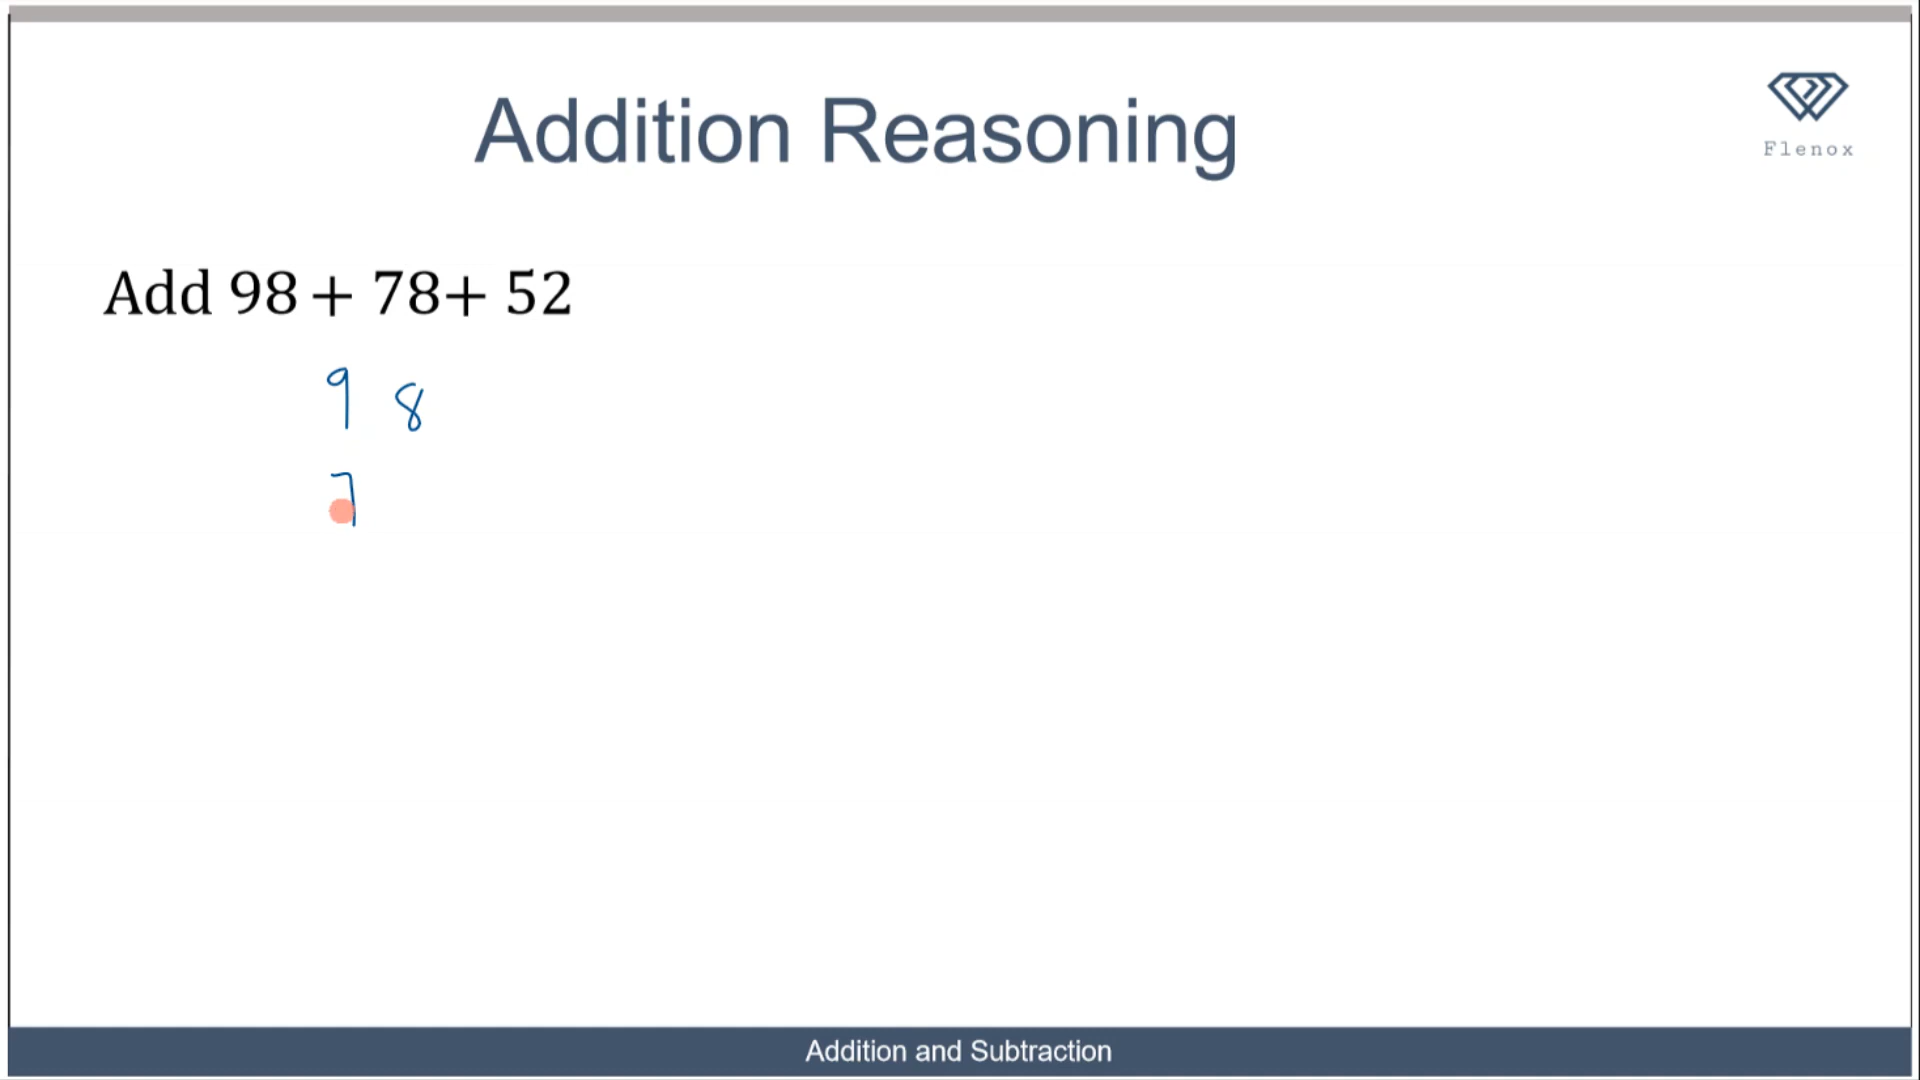 Addition Reasoning
Flenox
Add 98 + 78+ 52
9 8
7
Addition and Subtraction